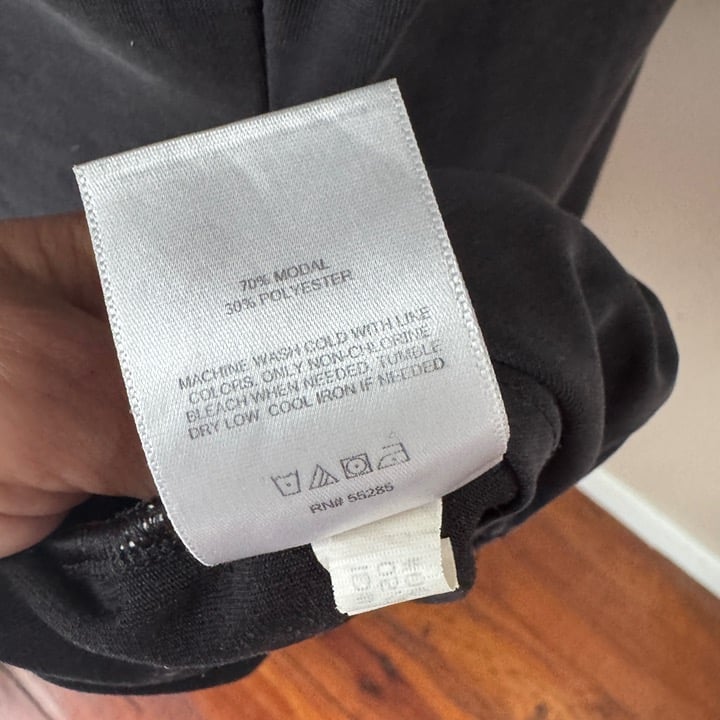 70% MODAL
30% POLYESTER
MACHINE WASH COLD WITH LIKE
COLORS. ONLY NON-CHLORINE
BLEACH WHEN NEEDED. TUMBLE
DRY LOW. COOL IRON IF NEEDED.
RN# 55285